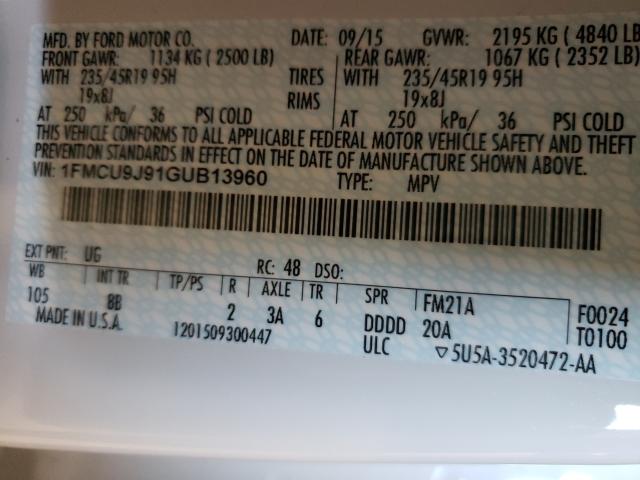 MFD. BY FORD MOTOR CO. DATE: 09/15 GVWR: 2195 KG ( 4840 LB
FRONT GAWR: 1134 KG ( 2500 LB) REAR GAWR: 1067 KG ( 2352 LB)
WITH 235/45R19 95H TIRES WITH 235/45R19 95H
19x8J RIMS 19x8J
AT 250 kPa/ 36 PSI COLD AT 250 kPa/ 36 PSI COLD
THIS VEHICLE CONFORMS TO ALL APPLICABLE FEDERAL MOTOR VEHICLE SAFETY AND THEFT
PREVENTION STANDARDS IN EFFECT ON THE DATE OF MANUFACTURE SHOWN ABOVE.
VIN: 1FMCU9J91GUB13960 TYPE: MPV
EXT PNT: UG RC: 48 DSO:
WB INT TR TP/PS R AXLE TR SPR FM21A F0024
105 8B 2 3A 6 DDDD 20A T0100
MADE IN U.S.A. 1201509300447 ULC ▽5U5A-3520472-AA